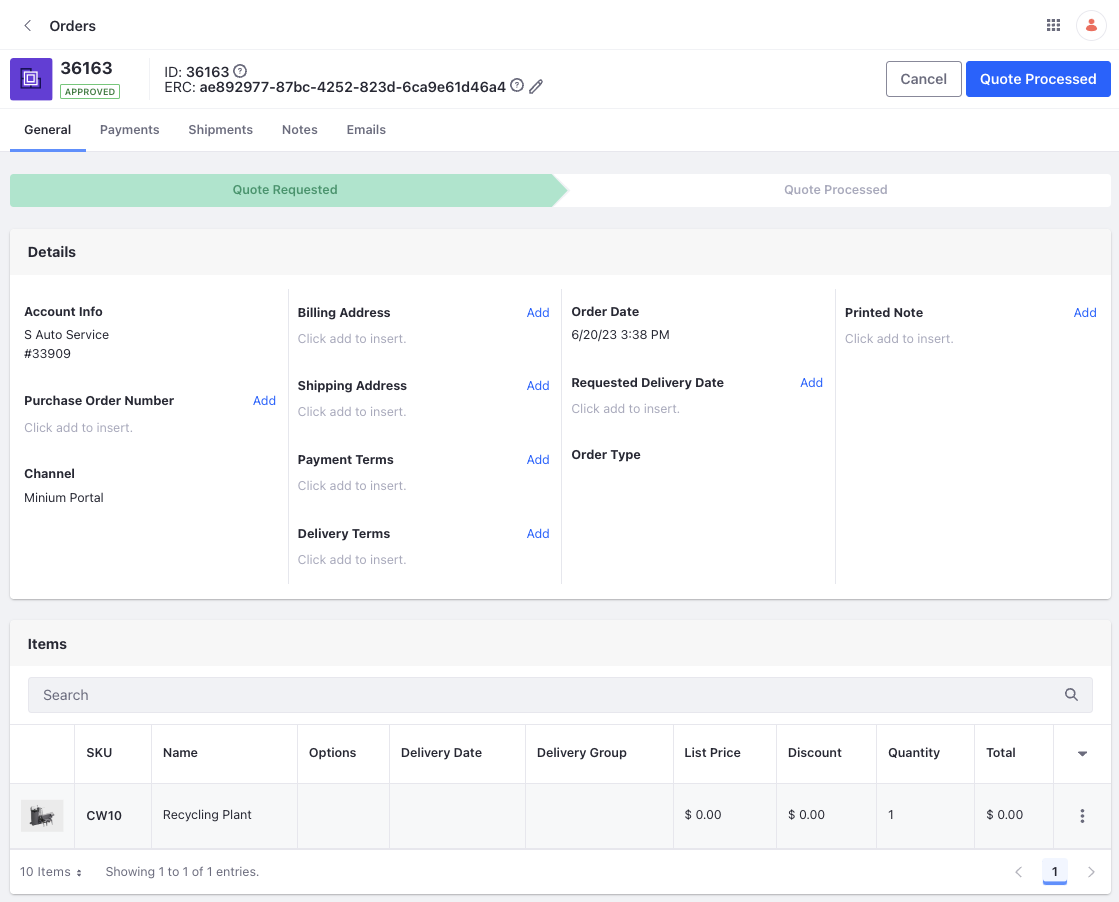 Orders
36163
APPROVED
ID: 36163
ERC: ae892977-87bc-4252-823d-6ca9e61d46a4
Cancel
Quote Processed
General Payments Shipments Notes Emails
Quote Requested
Quote Processed
Details
Account Info
S Auto Service
#33909
Purchase Order Number Add
Click add to insert.
Channel
Minium Portal
Billing Address Add
Click add to insert.
Shipping Address Add
Click add to insert.
Payment Terms Add
Click add to insert.
Delivery Terms Add
Click add to insert.
Order Date
6/20/23 3:38 PM
Requested Delivery Date Add
Click add to insert.
Order Type
Printed Note Add
Click add to insert.
Items
Search
SKU Name Options Delivery Date Delivery Group List Price Discount Quantity Total
CW10 Recycling Plant $ 0.00 $ 0.00 1 $ 0.00
10 Items Showing 1 to 1 of 1 entries. 1